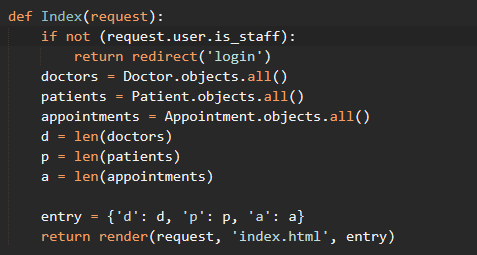 def Index(request):
    if not (request.user.is_staff):
        return redirect('login')
    doctors = Doctor.objects.all()
    patients = Patient.objects.all()
    appointments = Appointment.objects.all()
    d = len(doctors)
    p = len(patients)
    a = len(appointments)

    entry = {'d': d, 'p': p, 'a': a}
    return render(request, 'index.html', entry)